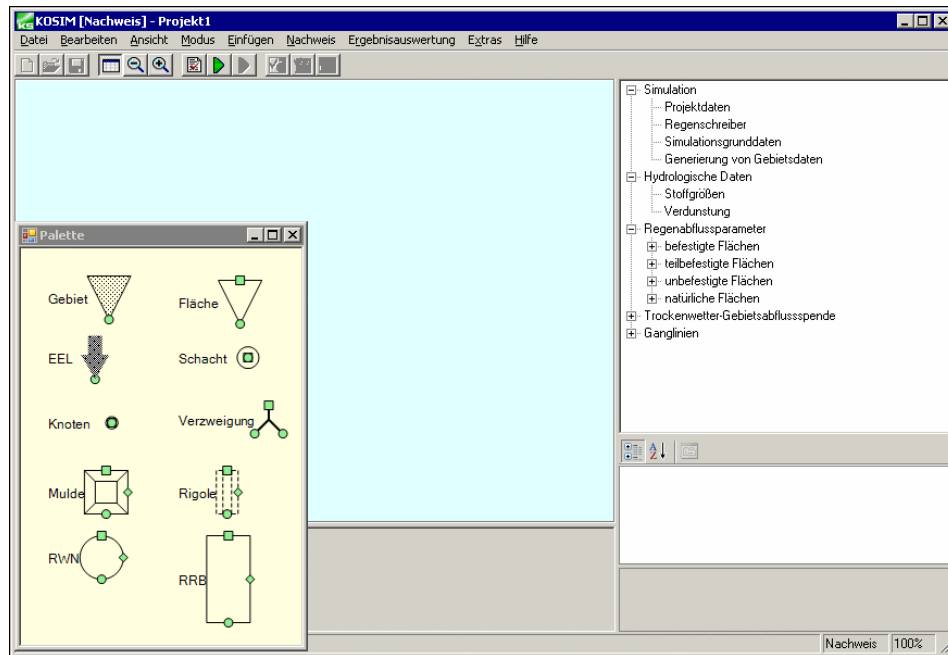 KOSIM [Nachweis] - Projekt1
Datei Bearbeiten Ansicht Modus Einfügen Nachweis Ergebnisauswertung Extras Hilfe
Simulation
Projektdaten
Regenschreiber
Simulationsgrunddaten
Generierung von Gebietsdaten
Hydrologische Daten
Stoffgrößen
Verdunstung
Regenabflussparameter
befestigte Flächen
teilbefestigte Flächen
unbefestigte Flächen
natürliche Flächen
Trockenwetter-Gebietsabflussspende
Ganglinien
Palette
Gebiet
Fläche
EEL
Schacht
Knoten
Verzweigung
Mulde
Rigole
RWN
RRB
Nachweis 100%